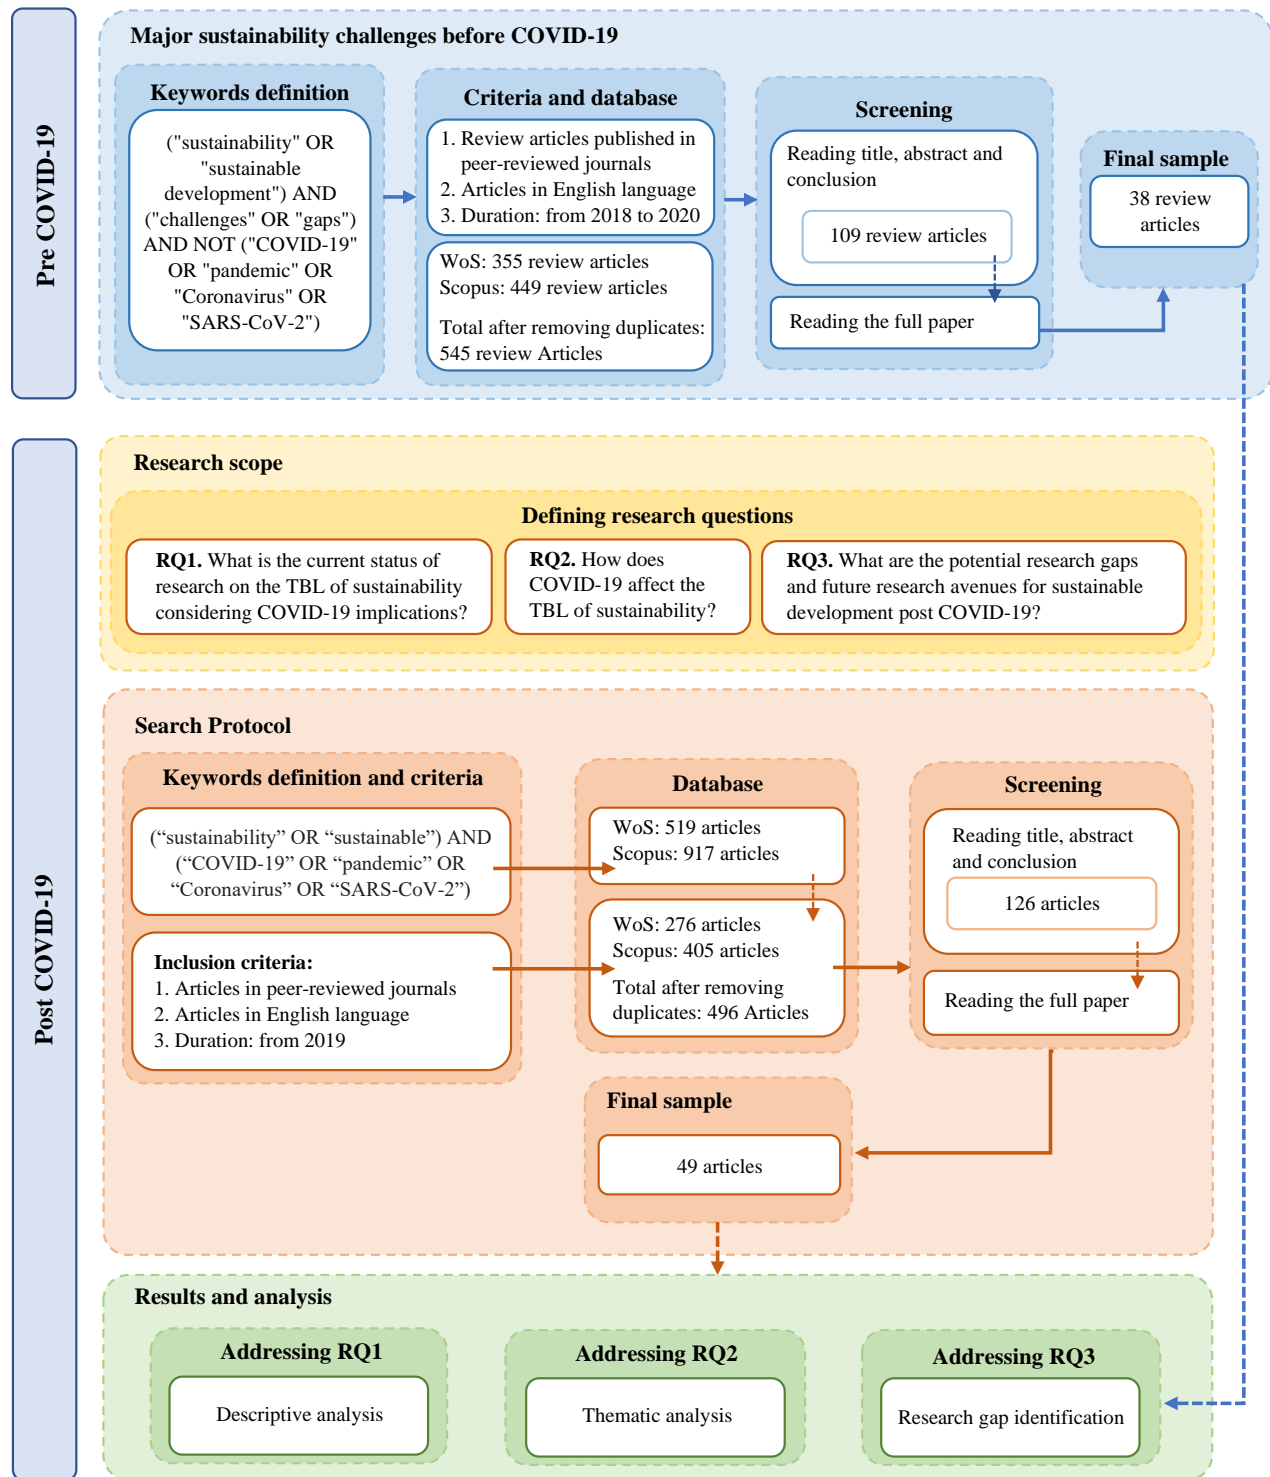 Pre COVID-19
Major sustainability challenges before COVID-19
Keywords definition
("sustainability" OR
"sustainable
development") AND
("challenges" OR "gaps")
AND NOT ("COVID-19"
OR "pandemic" OR
"Coronavirus" OR
"SARS-CoV-2")
Criteria and database
1. Review articles published in
peer-reviewed journals
2. Articles in English language
3. Duration: from 2018 to 2020
WoS: 355 review articles
Scopus: 449 review articles
Total after removing duplicates:
545 review Articles
Screening
Reading title, abstract and
conclusion
109 review articles
Reading the full paper
Final sample
38 review
articles
Post COVID-19
Research scope
Defining research questions
RQ1. What is the current status of
research on the TBL of sustainability
considering COVID-19 implications?
RQ2. How does
COVID-19 affect the
TBL of sustainability?
RQ3. What are the potential research gaps
and future research avenues for sustainable
development post COVID-19?
Search Protocol
Keywords definition and criteria
(“sustainability” OR “sustainable”) AND
(“COVID-19” OR “pandemic” OR
“Coronavirus” OR “SARS-CoV-2”)
Inclusion criteria:
1. Articles in peer-reviewed journals
2. Articles in English language
3. Duration: from 2019
Database
WoS: 519 articles
Scopus: 917 articles
WoS: 276 articles
Scopus: 405 articles
Total after removing
duplicates: 496 Articles
Screening
Reading title, abstract
and conclusion
126 articles
Reading the full paper
Final sample
49 articles
Results and analysis
Addressing RQ1
Descriptive analysis
Addressing RQ2
Thematic analysis
Addressing RQ3
Research gap identification